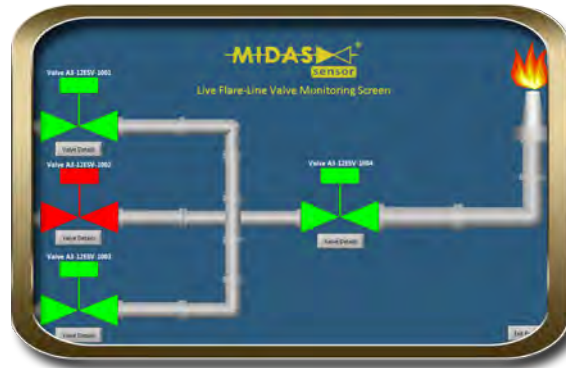 MIDAS
sensor
Live Flare-Line Valve Monitoring Screen
Valve A3-12ESV-1001
Valve Details
Valve A3-12ESV-1002
Valve Details
Valve A3-12ESV-1003
Valve Details
Valve A3-12ESV-1004
Valve Details